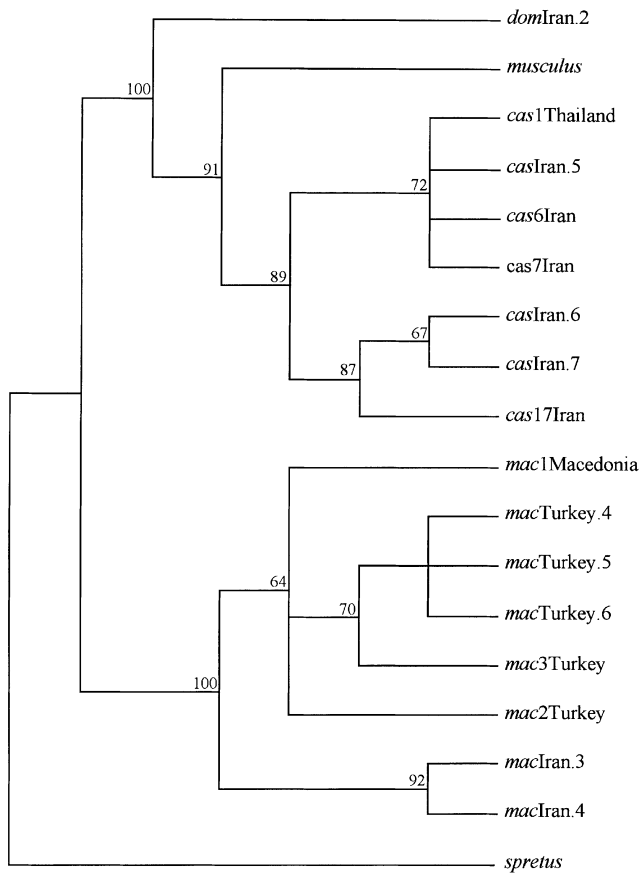 domIran.2
musculus
100
cas1Thailand
91
casIran.5
72
cas6Iran
cas7Iran
89
casIran.6
67
casIran.7
87
cas17Iran
mac1Macedonia
macTurkey.4
macTurkey.5
64
macTurkey.6
70
mac3Turkey
100
mac2Turkey
macIran.3
92
macIran.4
spretus